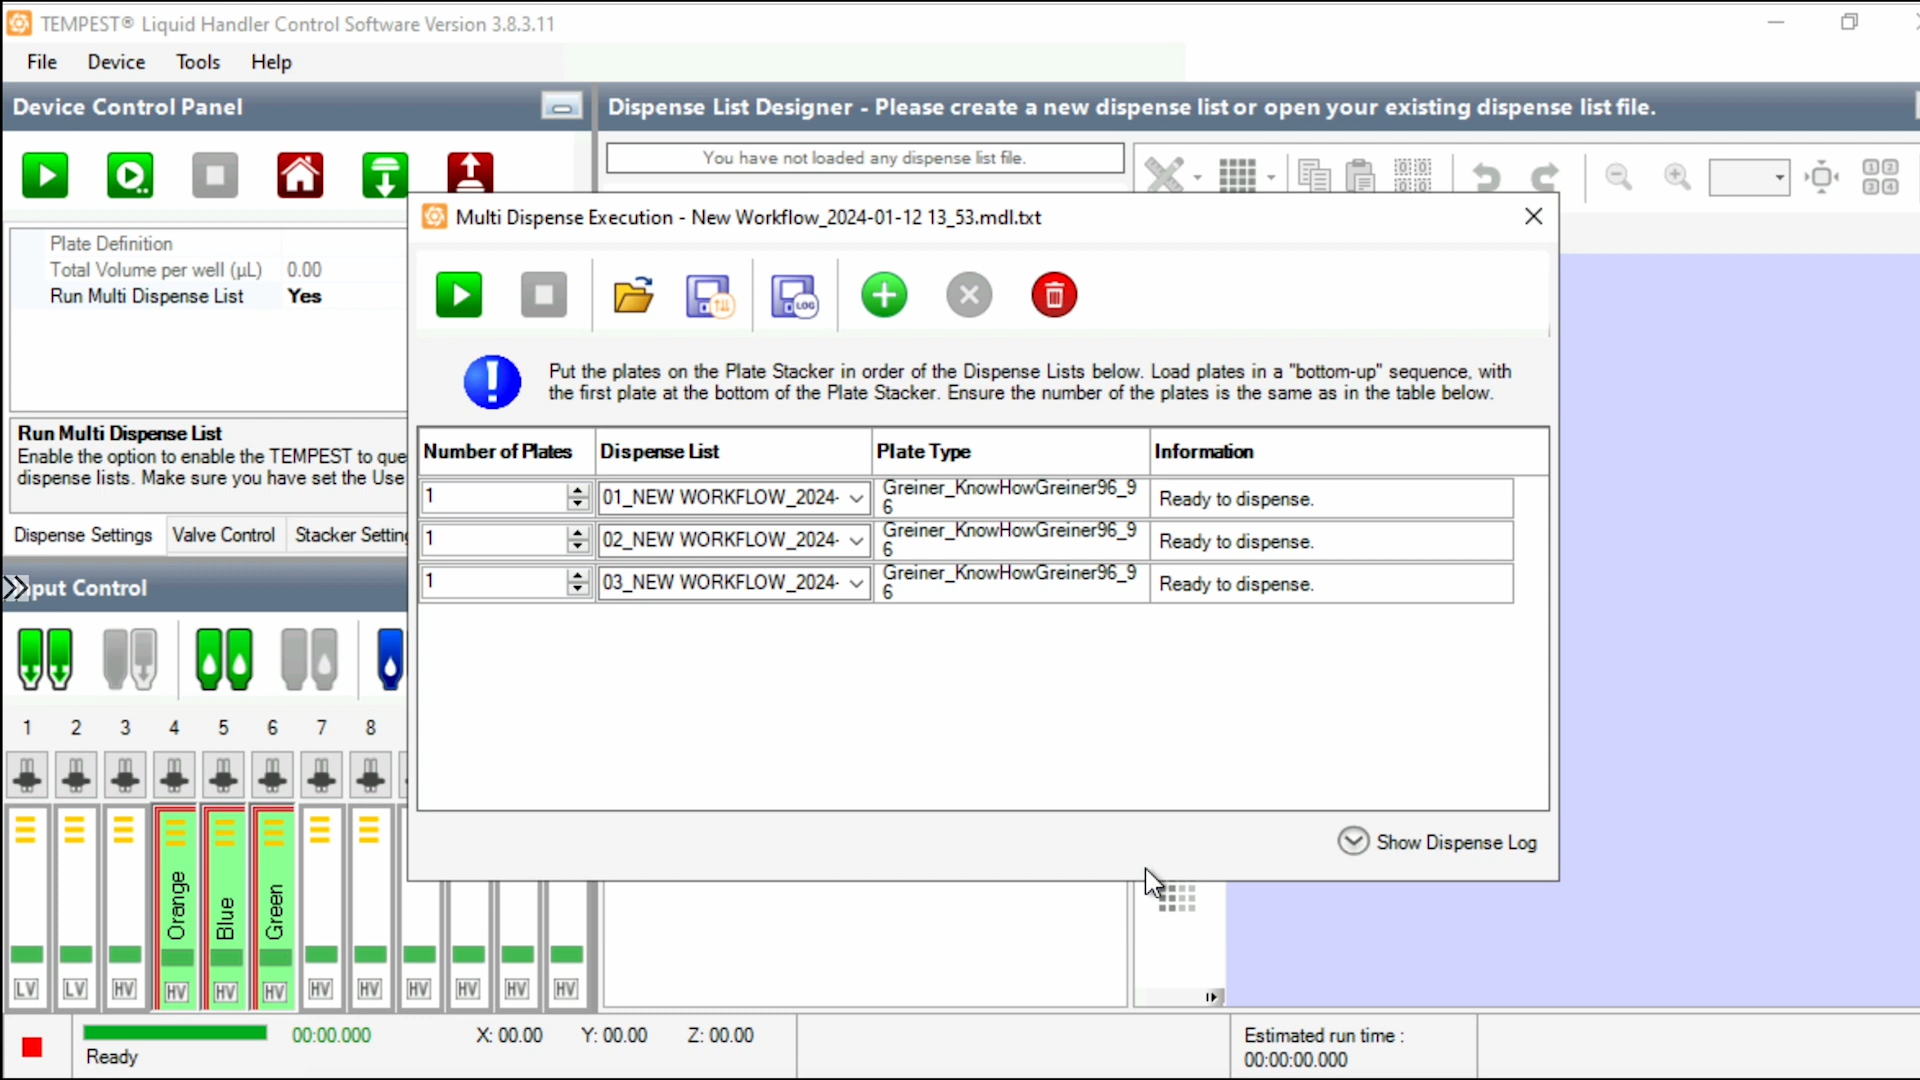 TEMPEST® Liquid Handler Control Software Version 3.8.3.11
File Device Tools Help
Device Control Panel
Dispense List Designer - Please create a new dispense list or open your existing dispense list file.
You have not loaded any dispense list file.
Plate Definition
Total Volume per well (µL) 0.00
Run Multi Dispense List Yes
Run Multi Dispense List
Enable the option to enable the TEMPEST to que
dispense lists. Make sure you have set the Use
Dispense Settings Valve Control Stacker Setting
put Control
1 2 3 4 5 6 7 8
Orange
Blue
Green
LV LV HV HV HV HV HV HV HV HV HV HV
Multi Dispense Execution - New Workflow_2024-01-12 13_53.mdl.txt
LOG
Put the plates on the Plate Stacker in order of the Dispense Lists below. Load plates in a "bottom-up" sequence, with
the first plate at the bottom of the Plate Stacker. Ensure the number of the plates is the same as in the table below.
Number of Plates Dispense List Plate Type Information
1 01_NEW WORKFLOW_2024- Greiner_KnowHowGreiner96_9
6 Ready to dispense.
1 02_NEW WORKFLOW_2024- Greiner_KnowHowGreiner96_9
6 Ready to dispense.
1 03_NEW WORKFLOW_2024- Greiner_KnowHowGreiner96_9
6 Ready to dispense.
Show Dispense Log
00:00.000 X: 00.00 Y: 00.00 Z: 00.00
Ready
Estimated run time :
00:00:00.000